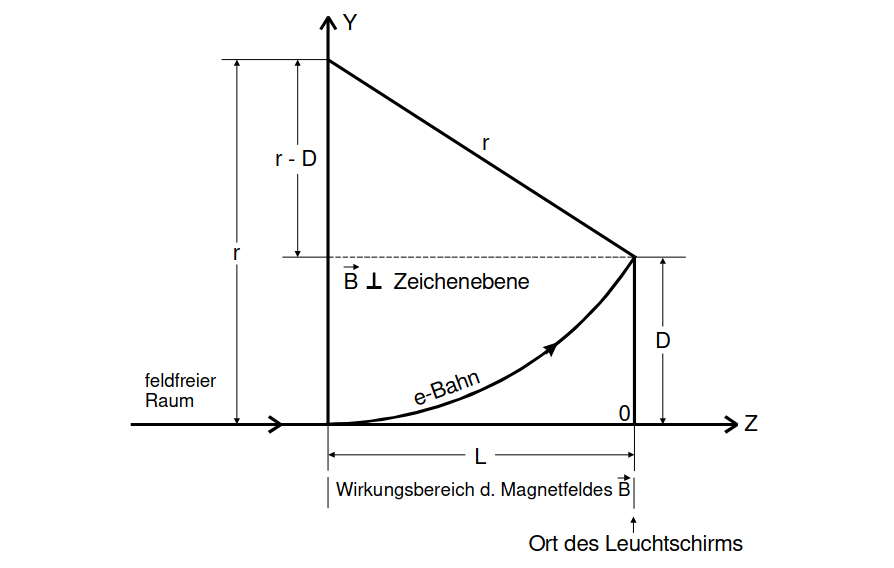 Y
r
r - D
r
B ⊥ Zeichenebene
D
e-Bahn
feldfreier
Raum
0
Z
L
Wirkungsbereich d. Magnetfeldes B
Ort des Leuchtschirms